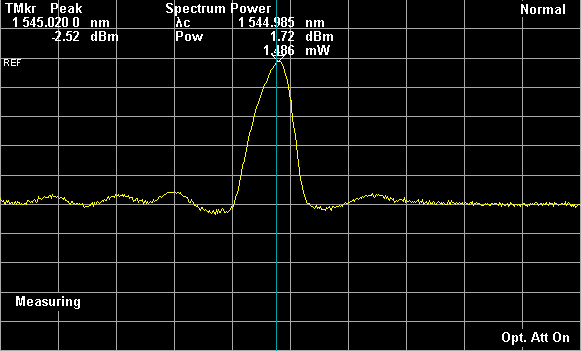 TMkr Peak Spectrum Power Normal
1 545.020 0 nm λc 1 544.985 nm
-2.52 dBm Pow 1.72 dBm
1.486 mW
REF
Measuring
Opt. Att On